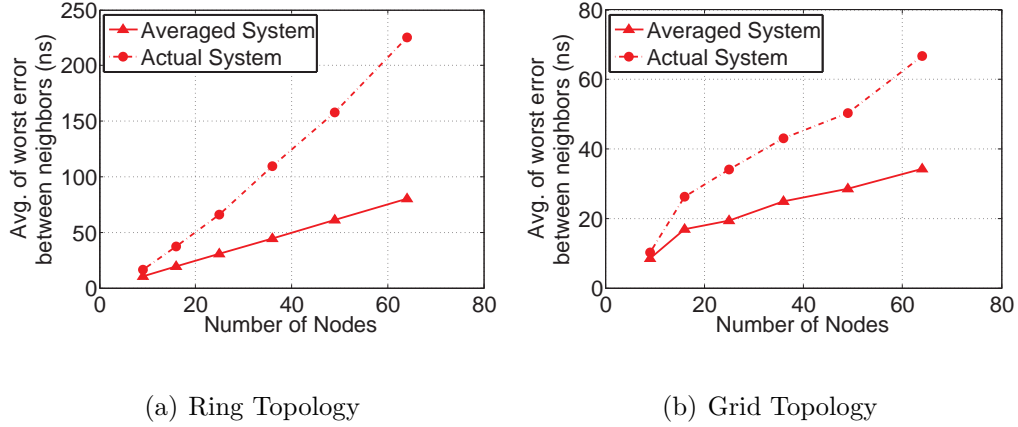 Avg. of worst error
between neighbors (ns)
250
200
150
100
50
0
0
20
40
60
80
Number of Nodes
Averaged System
Actual System
(a) Ring Topology
Avg. of worst error
between neighbors (ns)
80
60
40
20
0
0
20
40
60
80
Number of Nodes
Averaged System
Actual System
(b) Grid Topology